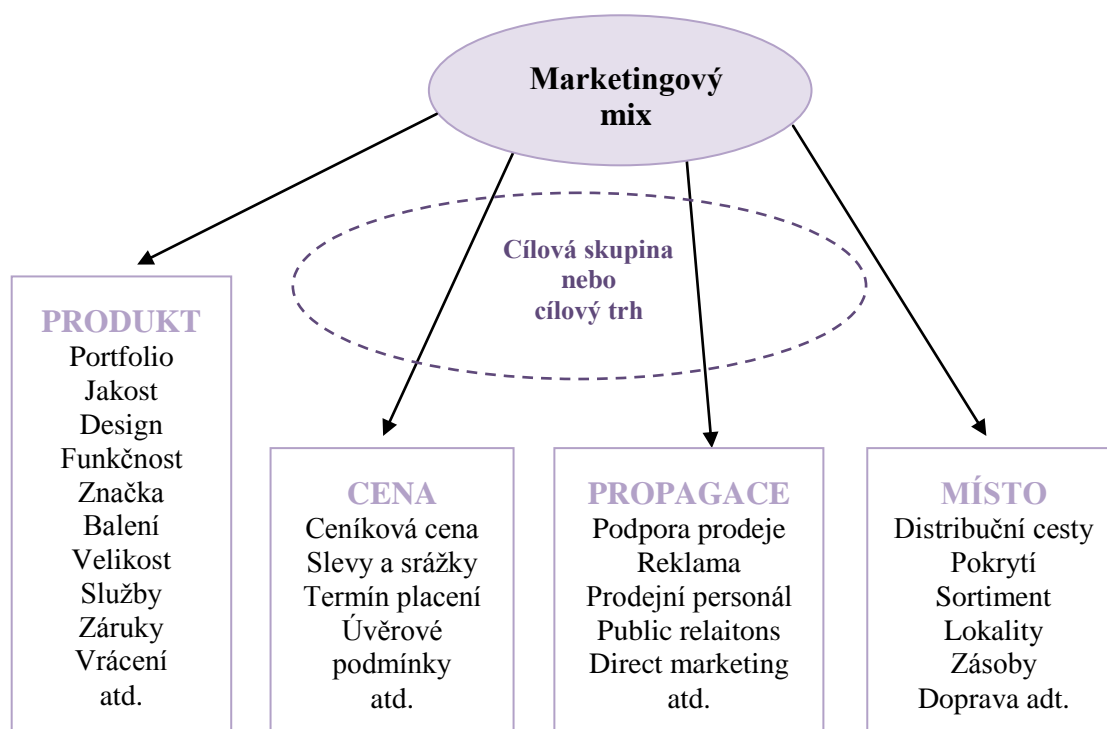 Marketingový
mix
Cílová skupina
nebo
cílový trh
PRODUKT
Portfolio
Jakost
Design
Funkčnost
Značka
Balení
Velikost
Služby
Záruky
Vrácení
atd.
CENA
Ceníková cena
Slevy a srážky
Termín placení
Úvěrové
podmínky
atd.
PROPAGACE
Podpora prodeje
Reklama
Prodejní personál
Public relaitons
Direct marketing
atd.
MÍSTO
Distribuční cesty
Pokrytí
Sortiment
Lokality
Zásoby
Doprava adt.